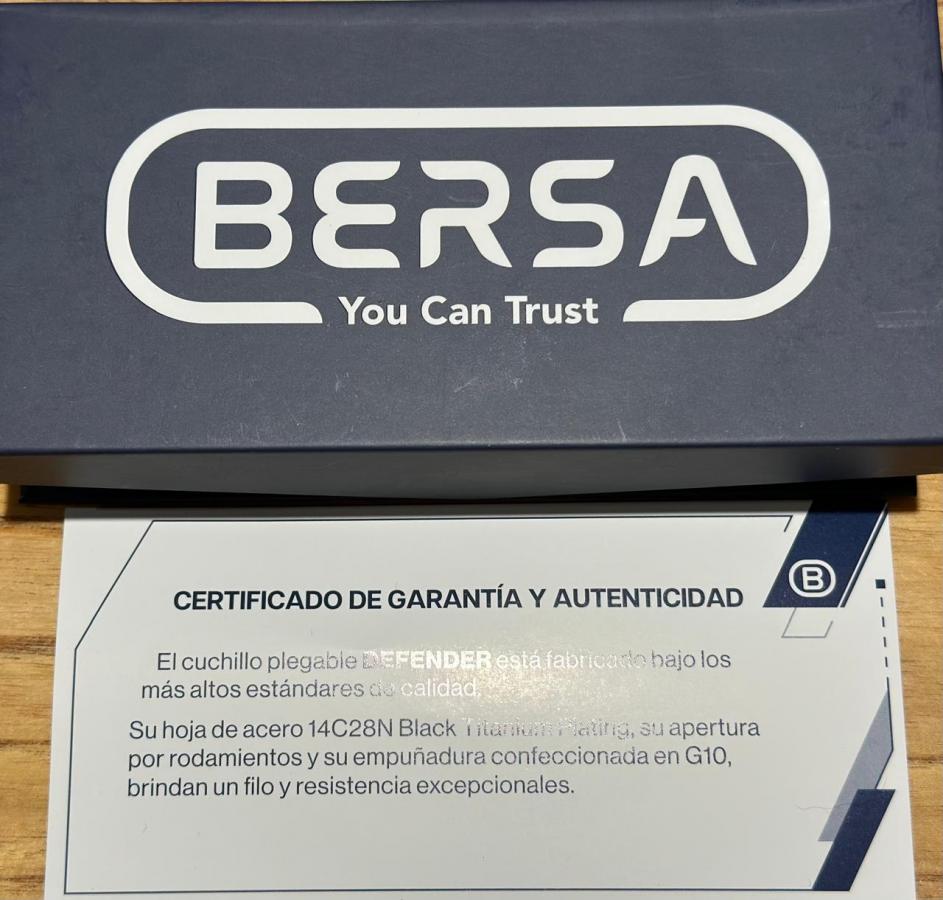 BERSA
You Can Trust
B
CERTIFICADO DE GARANTÍA Y AUTENTICIDAD
El cuchillo plegable DEFENDER está fabricado bajo los
más altos estándares de calidad.
Su hoja de acero 14C28N Black Titanium Plating, su apertura
por rodamientos y su empuñadura confeccionada en G10,
brindan un filo y resistencia excepcionales.